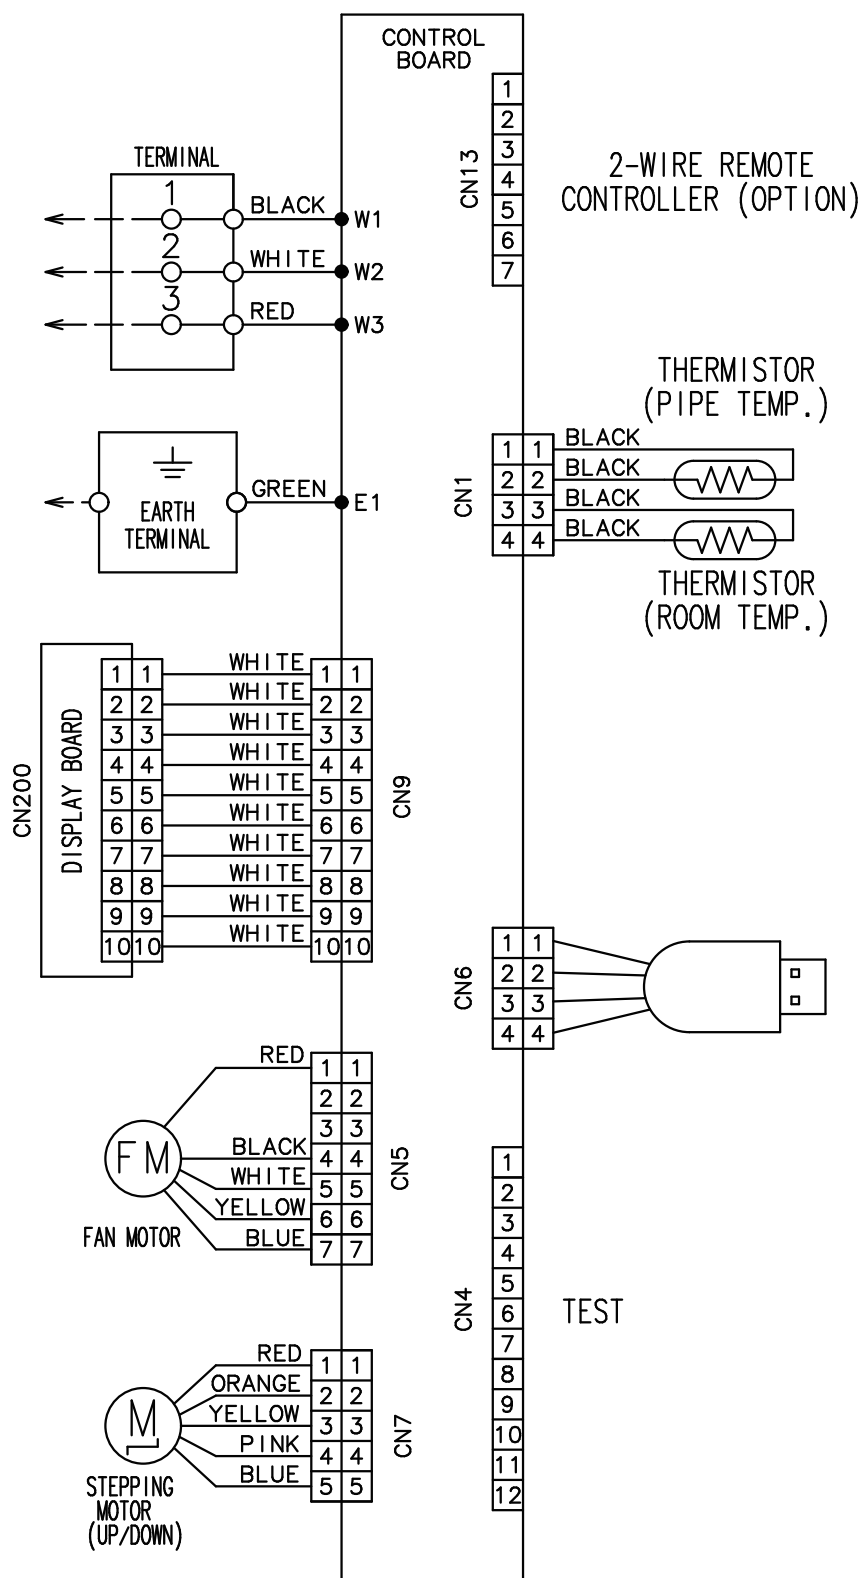 CONTROL
BOARD
CN13
1
2
3
4
5
6
7
2-WIRE REMOTE
CONTROLLER (OPTION)
TERMINAL
1
BLACK
W1
2
WHITE
W2
3
RED
W3
EARTH
TERMINAL
GREEN
E1
THERMISTOR
(PIPE TEMP.)
CN1
1 1 BLACK
2 2 BLACK
3 3 BLACK
4 4 BLACK
THERMISTOR
(ROOM TEMP.)
CN200
DISPLAY BOARD
1 1 WHITE 1 1
2 2 WHITE 2 2
3 3 WHITE 3 3
4 4 WHITE 4 4
5 5 WHITE 5 5
6 6 WHITE 6 6
7 7 WHITE 7 7
8 8 WHITE 8 8
9 9 WHITE 9 9
10 10 WHITE 10 10
CN9
CN6
1 1
2 2
3 3
4 4
FM
FAN MOTOR
RED 1 1
2 2
3 3
BLACK 4 4
WHITE 5 5
YELLOW 6 6
BLUE 7 7
CN5
CN4
1
2
3
4
5
6
7
8
9
10
11
12
TEST
M
STEPPING
MOTOR
(UP/DOWN)
RED 1 1
ORANGE 2 2
YELLOW 3 3
PINK 4 4
BLUE 5 5
CN7